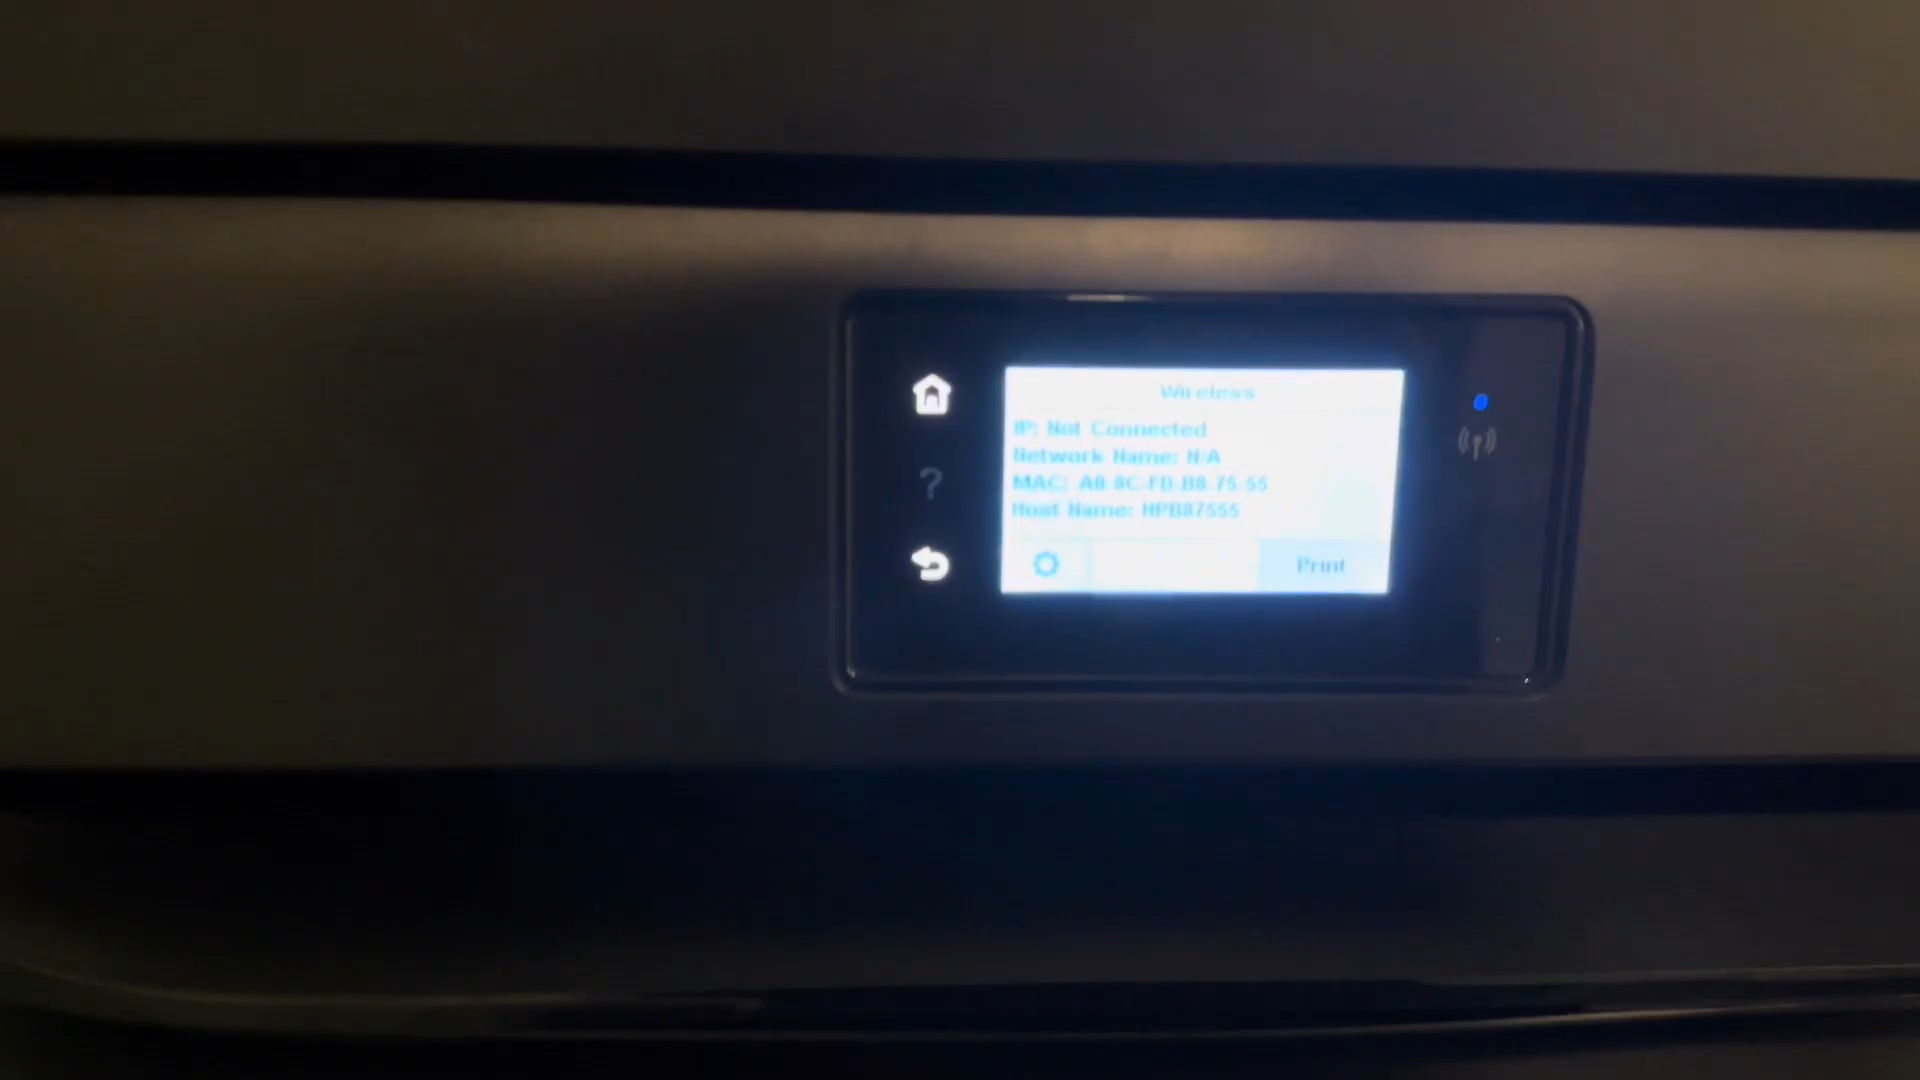 Wireless
IP: Not Connected
Network Name: N/A
MAC: A0-8C-FD-B8-75-55
Host Name: HPB87555
?
Print